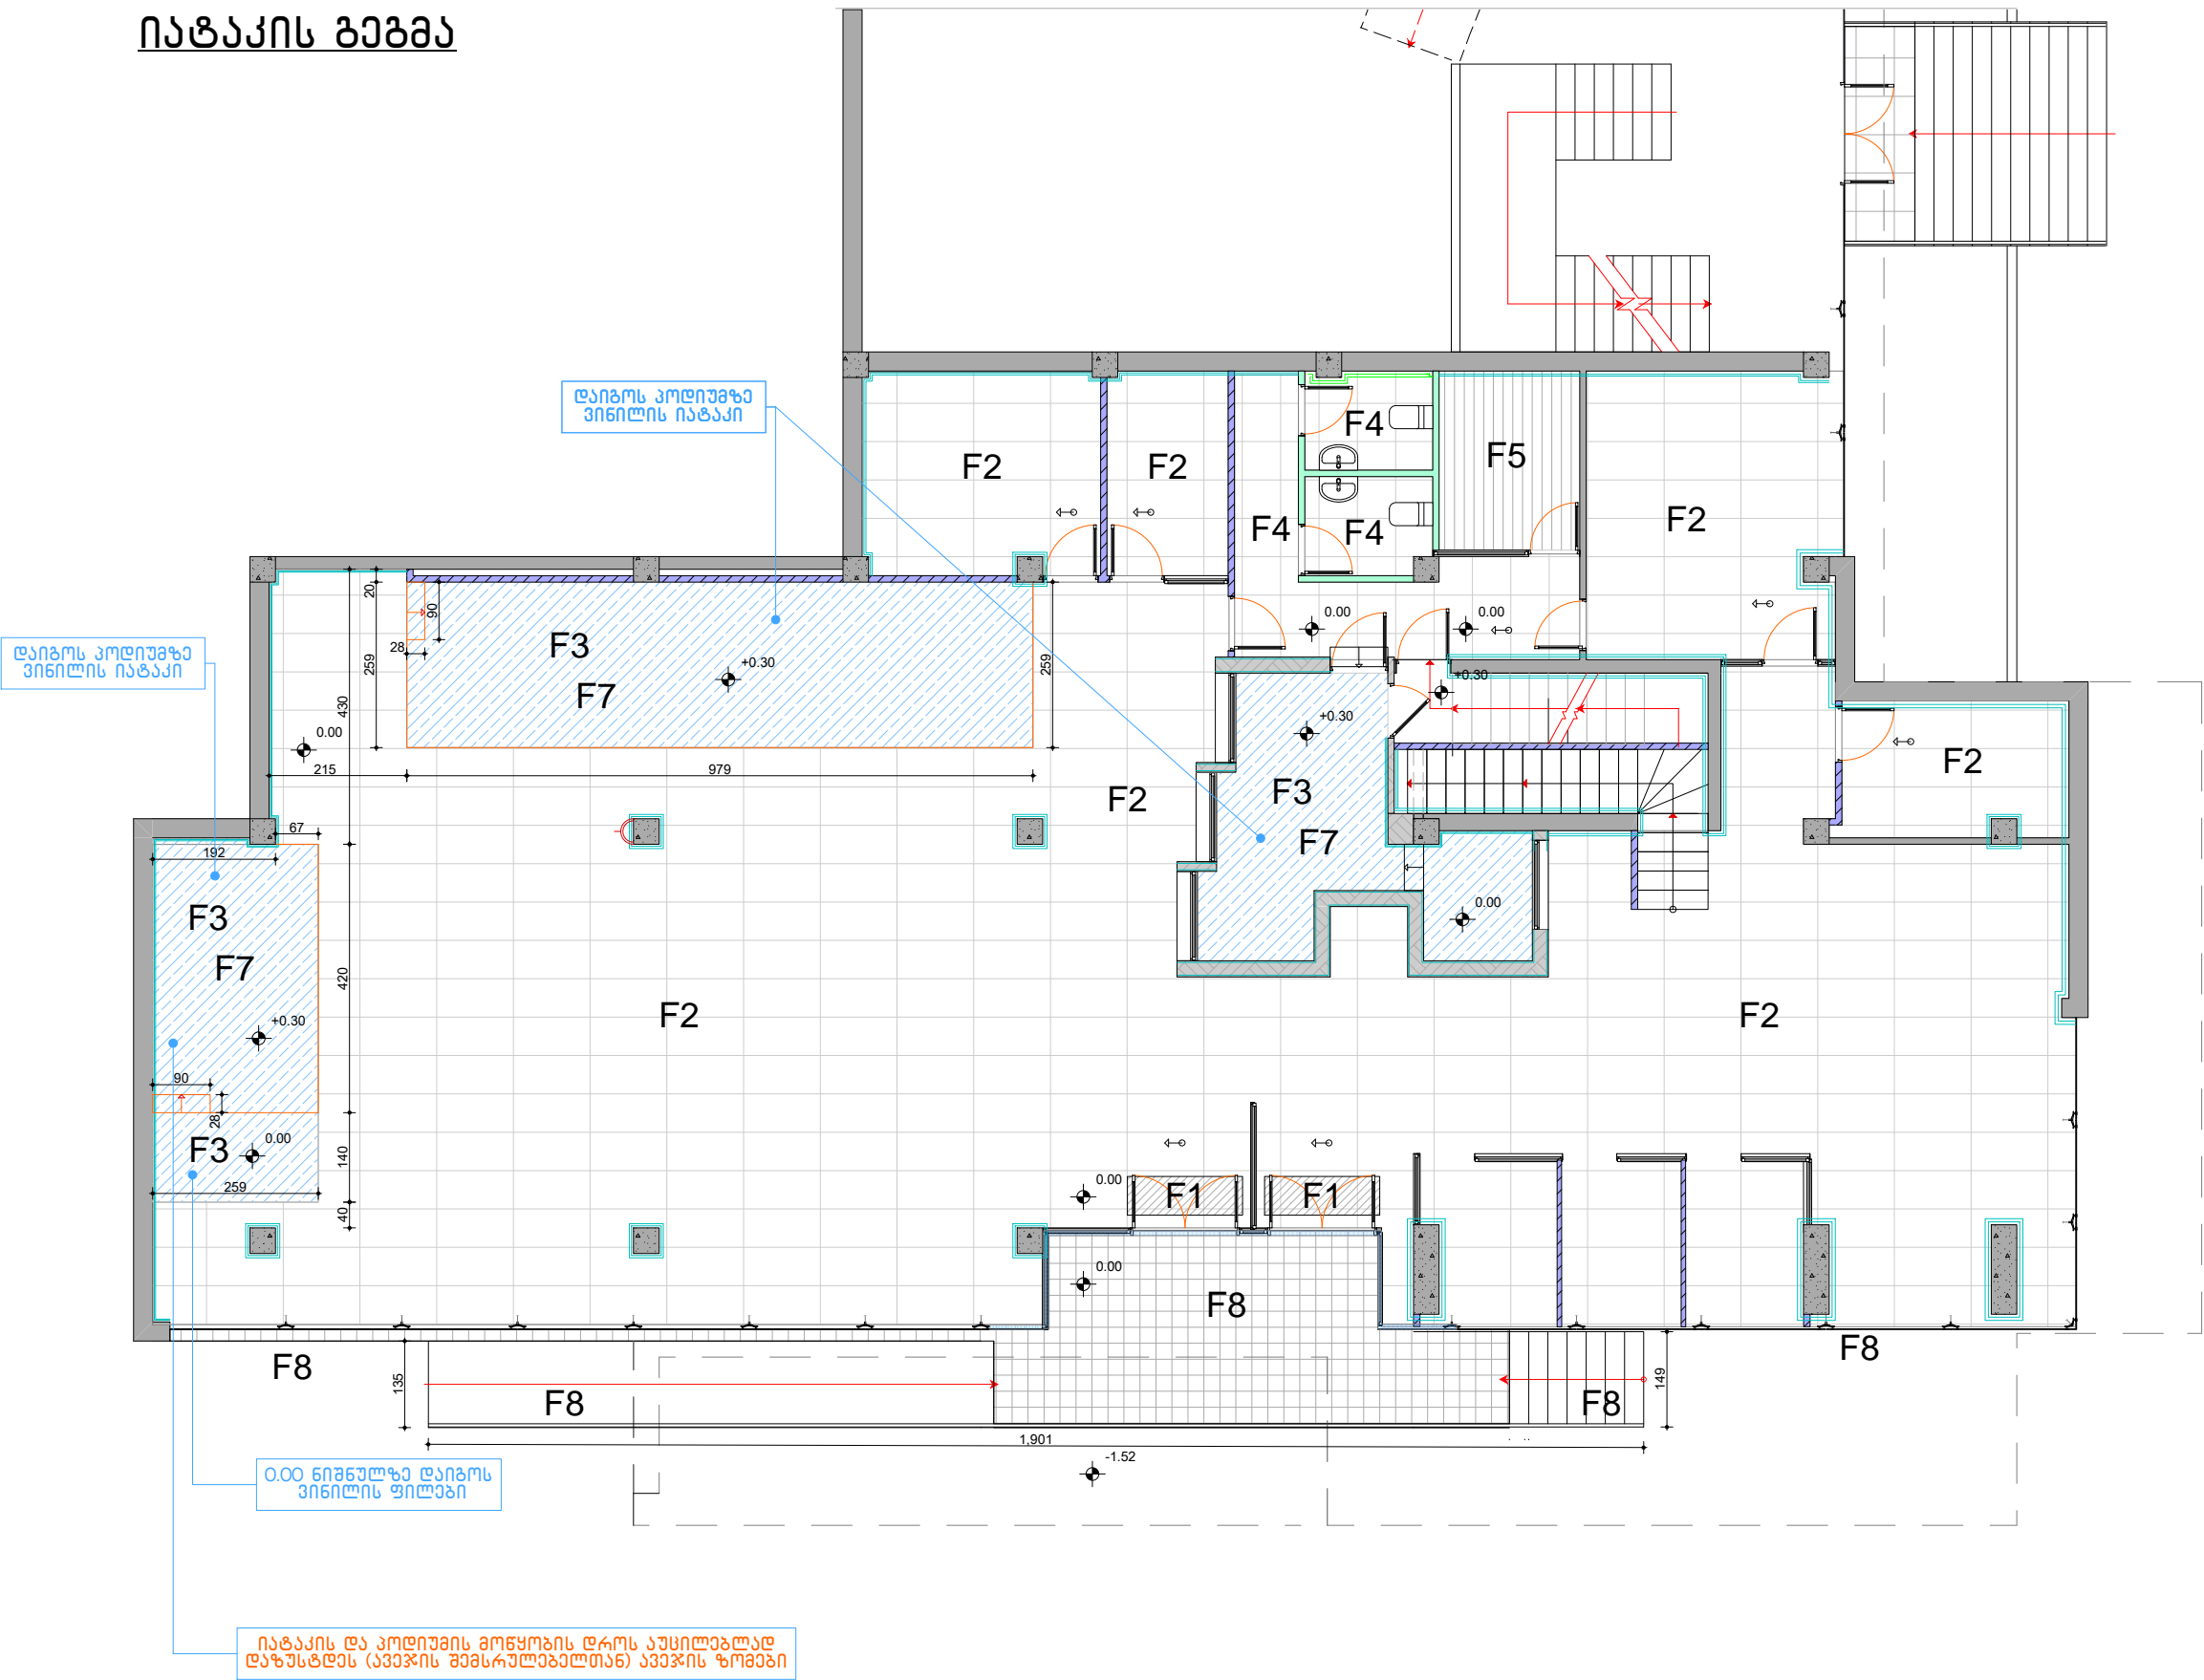 იატაკის გეგმა
დაიგოს პოდიუმზე
ვინილის იატაკი
F4
F2
F2
F5
F4
F4
F2
20
90
F3
28
259
+0.30
F7
259
0.00
0.00
+0.30
დაიგოს პოდიუმზე
ვინილის იატაკი
430
0.00
+0.30
215
979
F2
F3
F2
67
192
F7
F3
0.00
F7
420
F2
F2
+0.30
90
28
F3
0.00
140
259
40
0.00
F1
F1
0.00
F8
F8
135
F8
F8
149
F8
1,901
-1.52
0.00 ნიშნულზე დაიგოს
ვინილის ფილები
იატაკის და პოდიუმის მოწყობის დროს აუცილებლად
დაზუსტდეს (ავეჯის შემსრულებელთან) ავეჯის ზომები